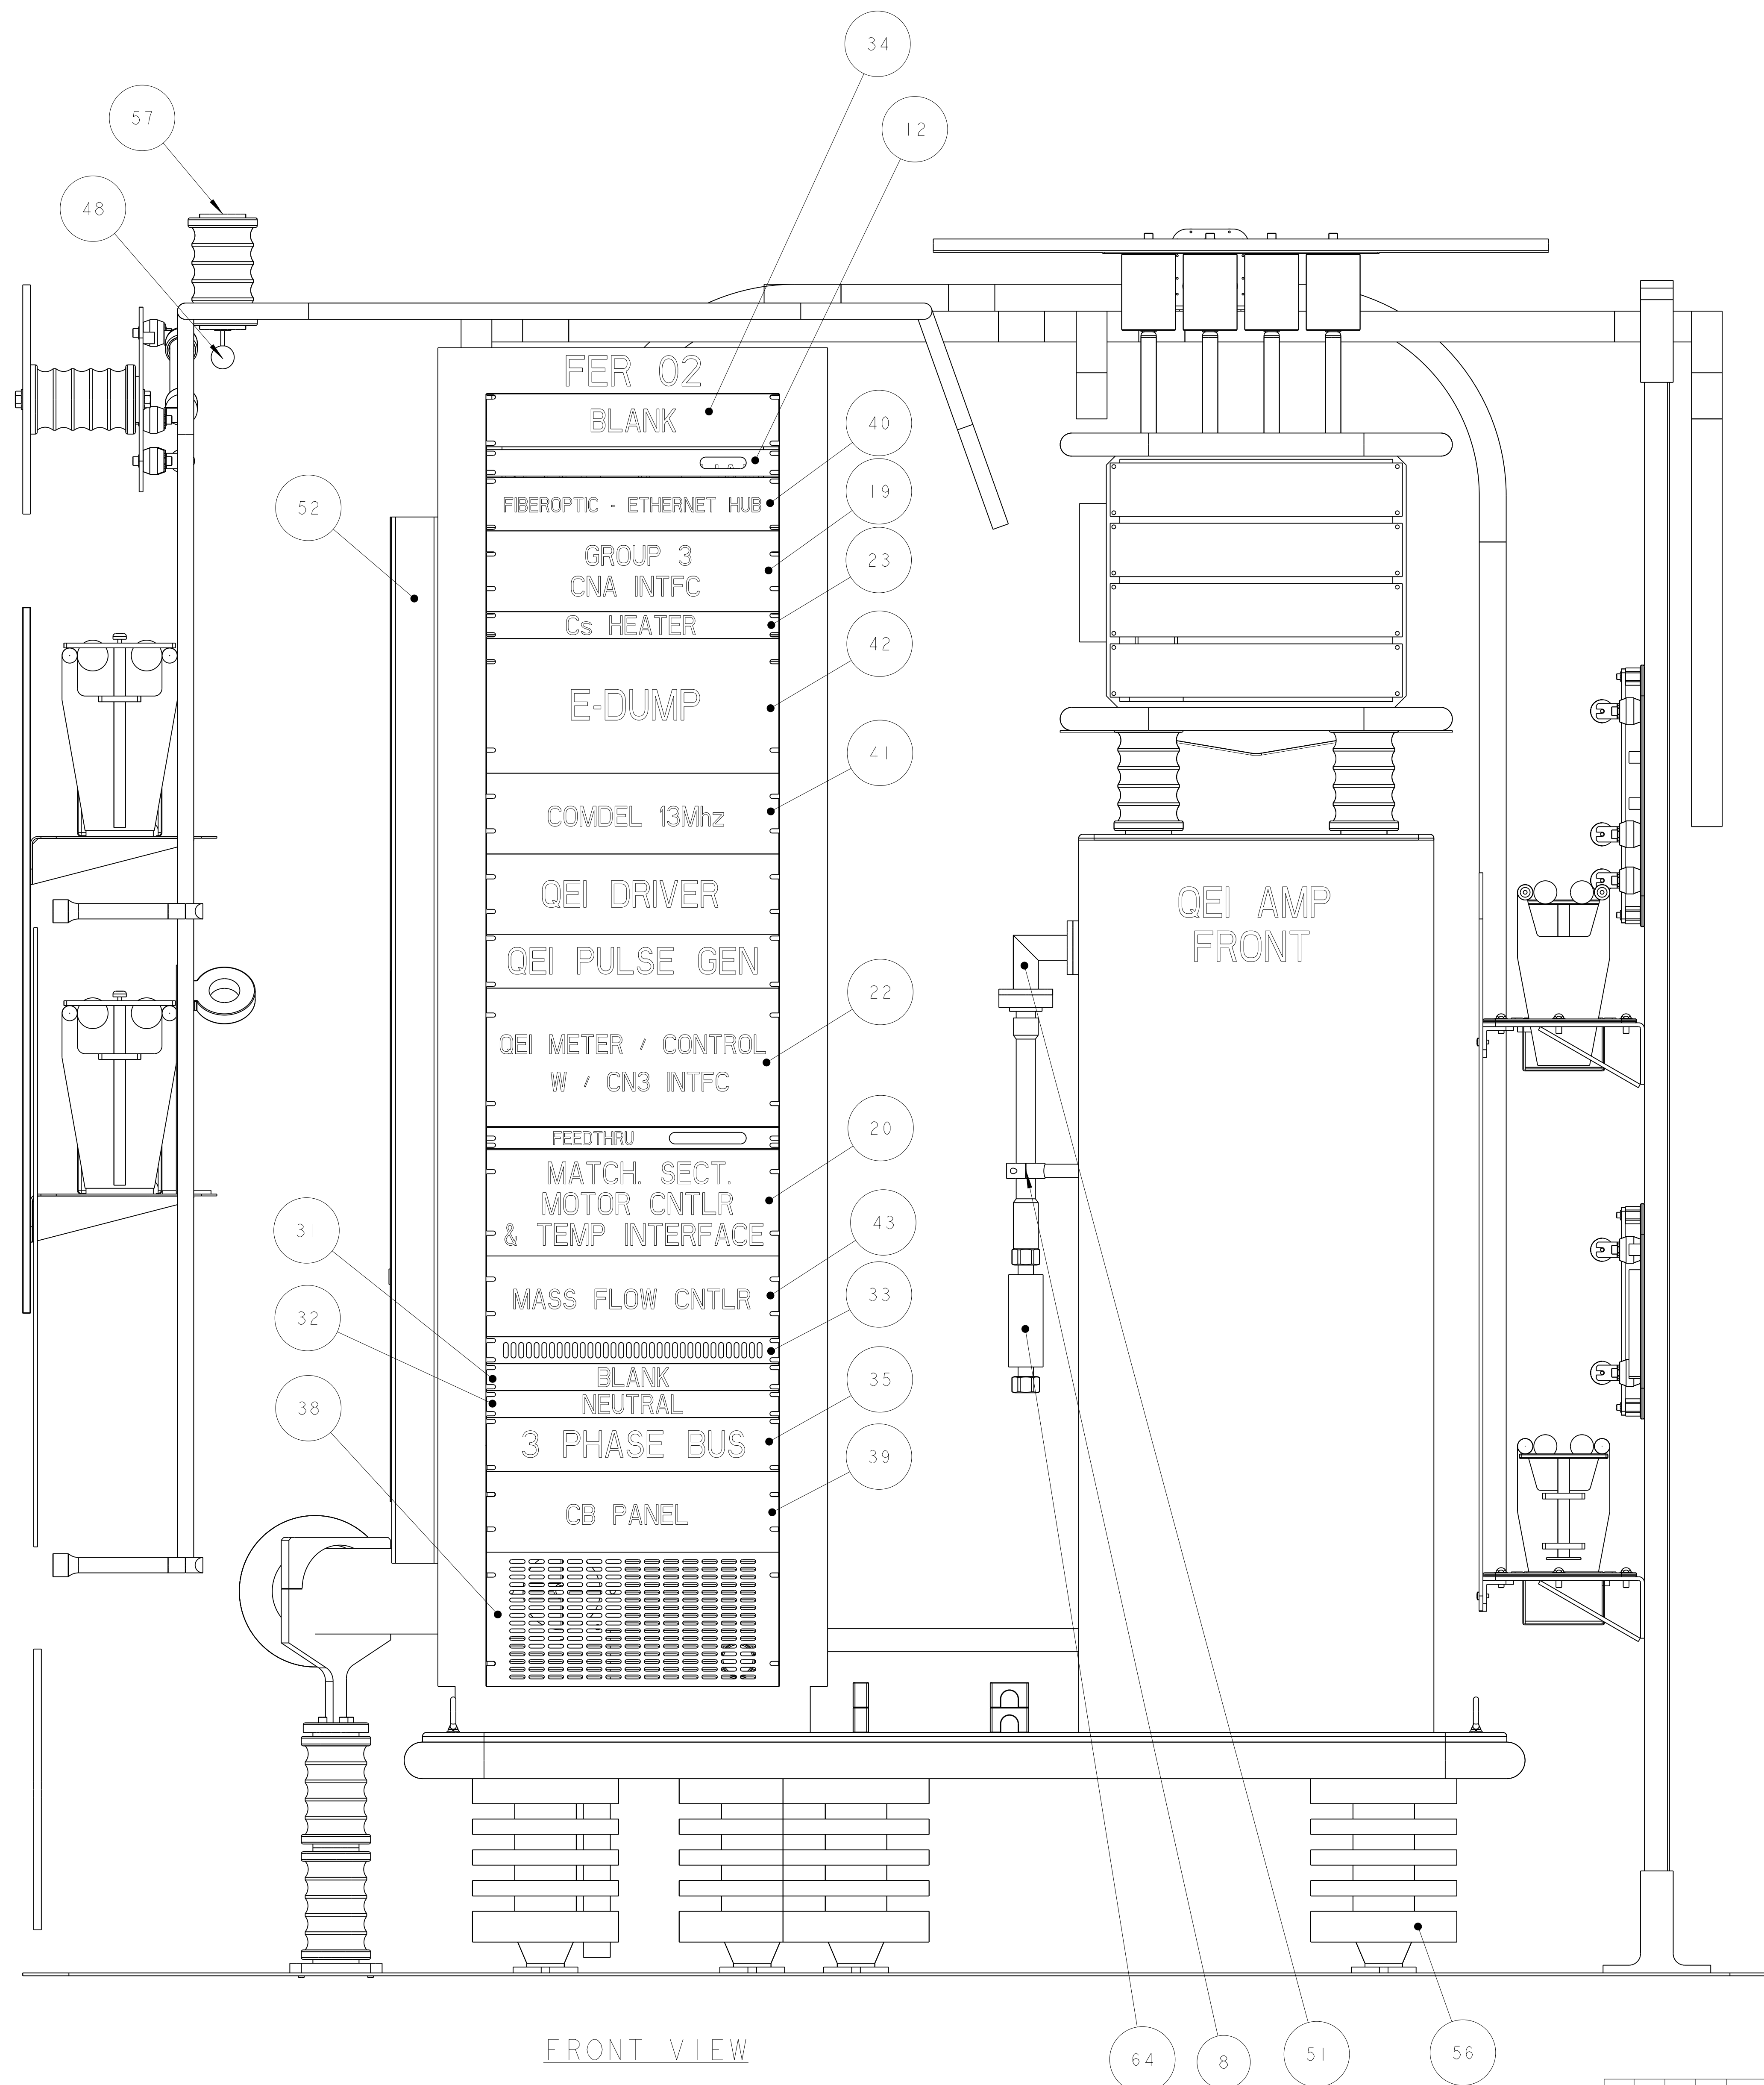 34
12
57
48
FER 02
BLANK
40
FIBEROPTIC - ETHERNET HUB
19
52
GROUP 3
CNA INTFC
23
Cs HEATER
42
E-DUMP
41
COMDEL 13Mhz
QEI DRIVER
QEI AMP
FRONT
QEI PULSE GEN
22
QEI METER / CONTROL
W / CN3 INTFC
20
FEEDTHRU
MATCH. SECT.
MOTOR CNTLR
& TEMP INTERFACE
31
43
MASS FLOW CNTLR
33
32
BLANK
35
NEUTRAL
38
3 PHASE BUS
39
CB PANEL
FRONT VIEW
64
8
51
56